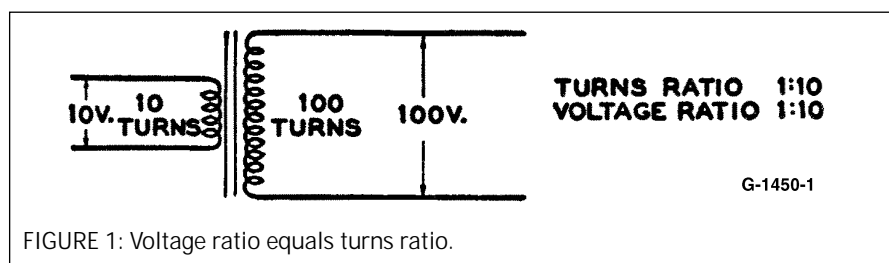 10V.
10
TURNS
100
TURNS
100V.
TURNS RATIO 1:10
VOLTAGE RATIO 1:10
G-1450-1
FIGURE 1: Voltage ratio equals turns ratio.